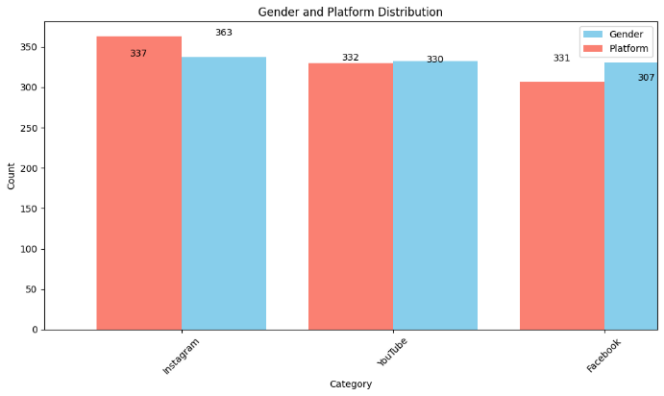 Gender and Platform Distribution
Gender
Platform
Count
350
300
250
200
150
100
50
0
337
363
332
330
331
307
Instagram
YouTube
Facebook
Category